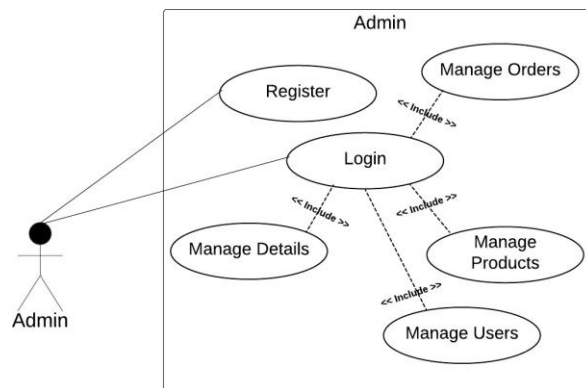 Admin
Manage Orders
Register
<< Include >>
Login
<< Include >>
<< Include >>
Manage Details
Manage
Products
<< Include >>
Manage Users
Admin